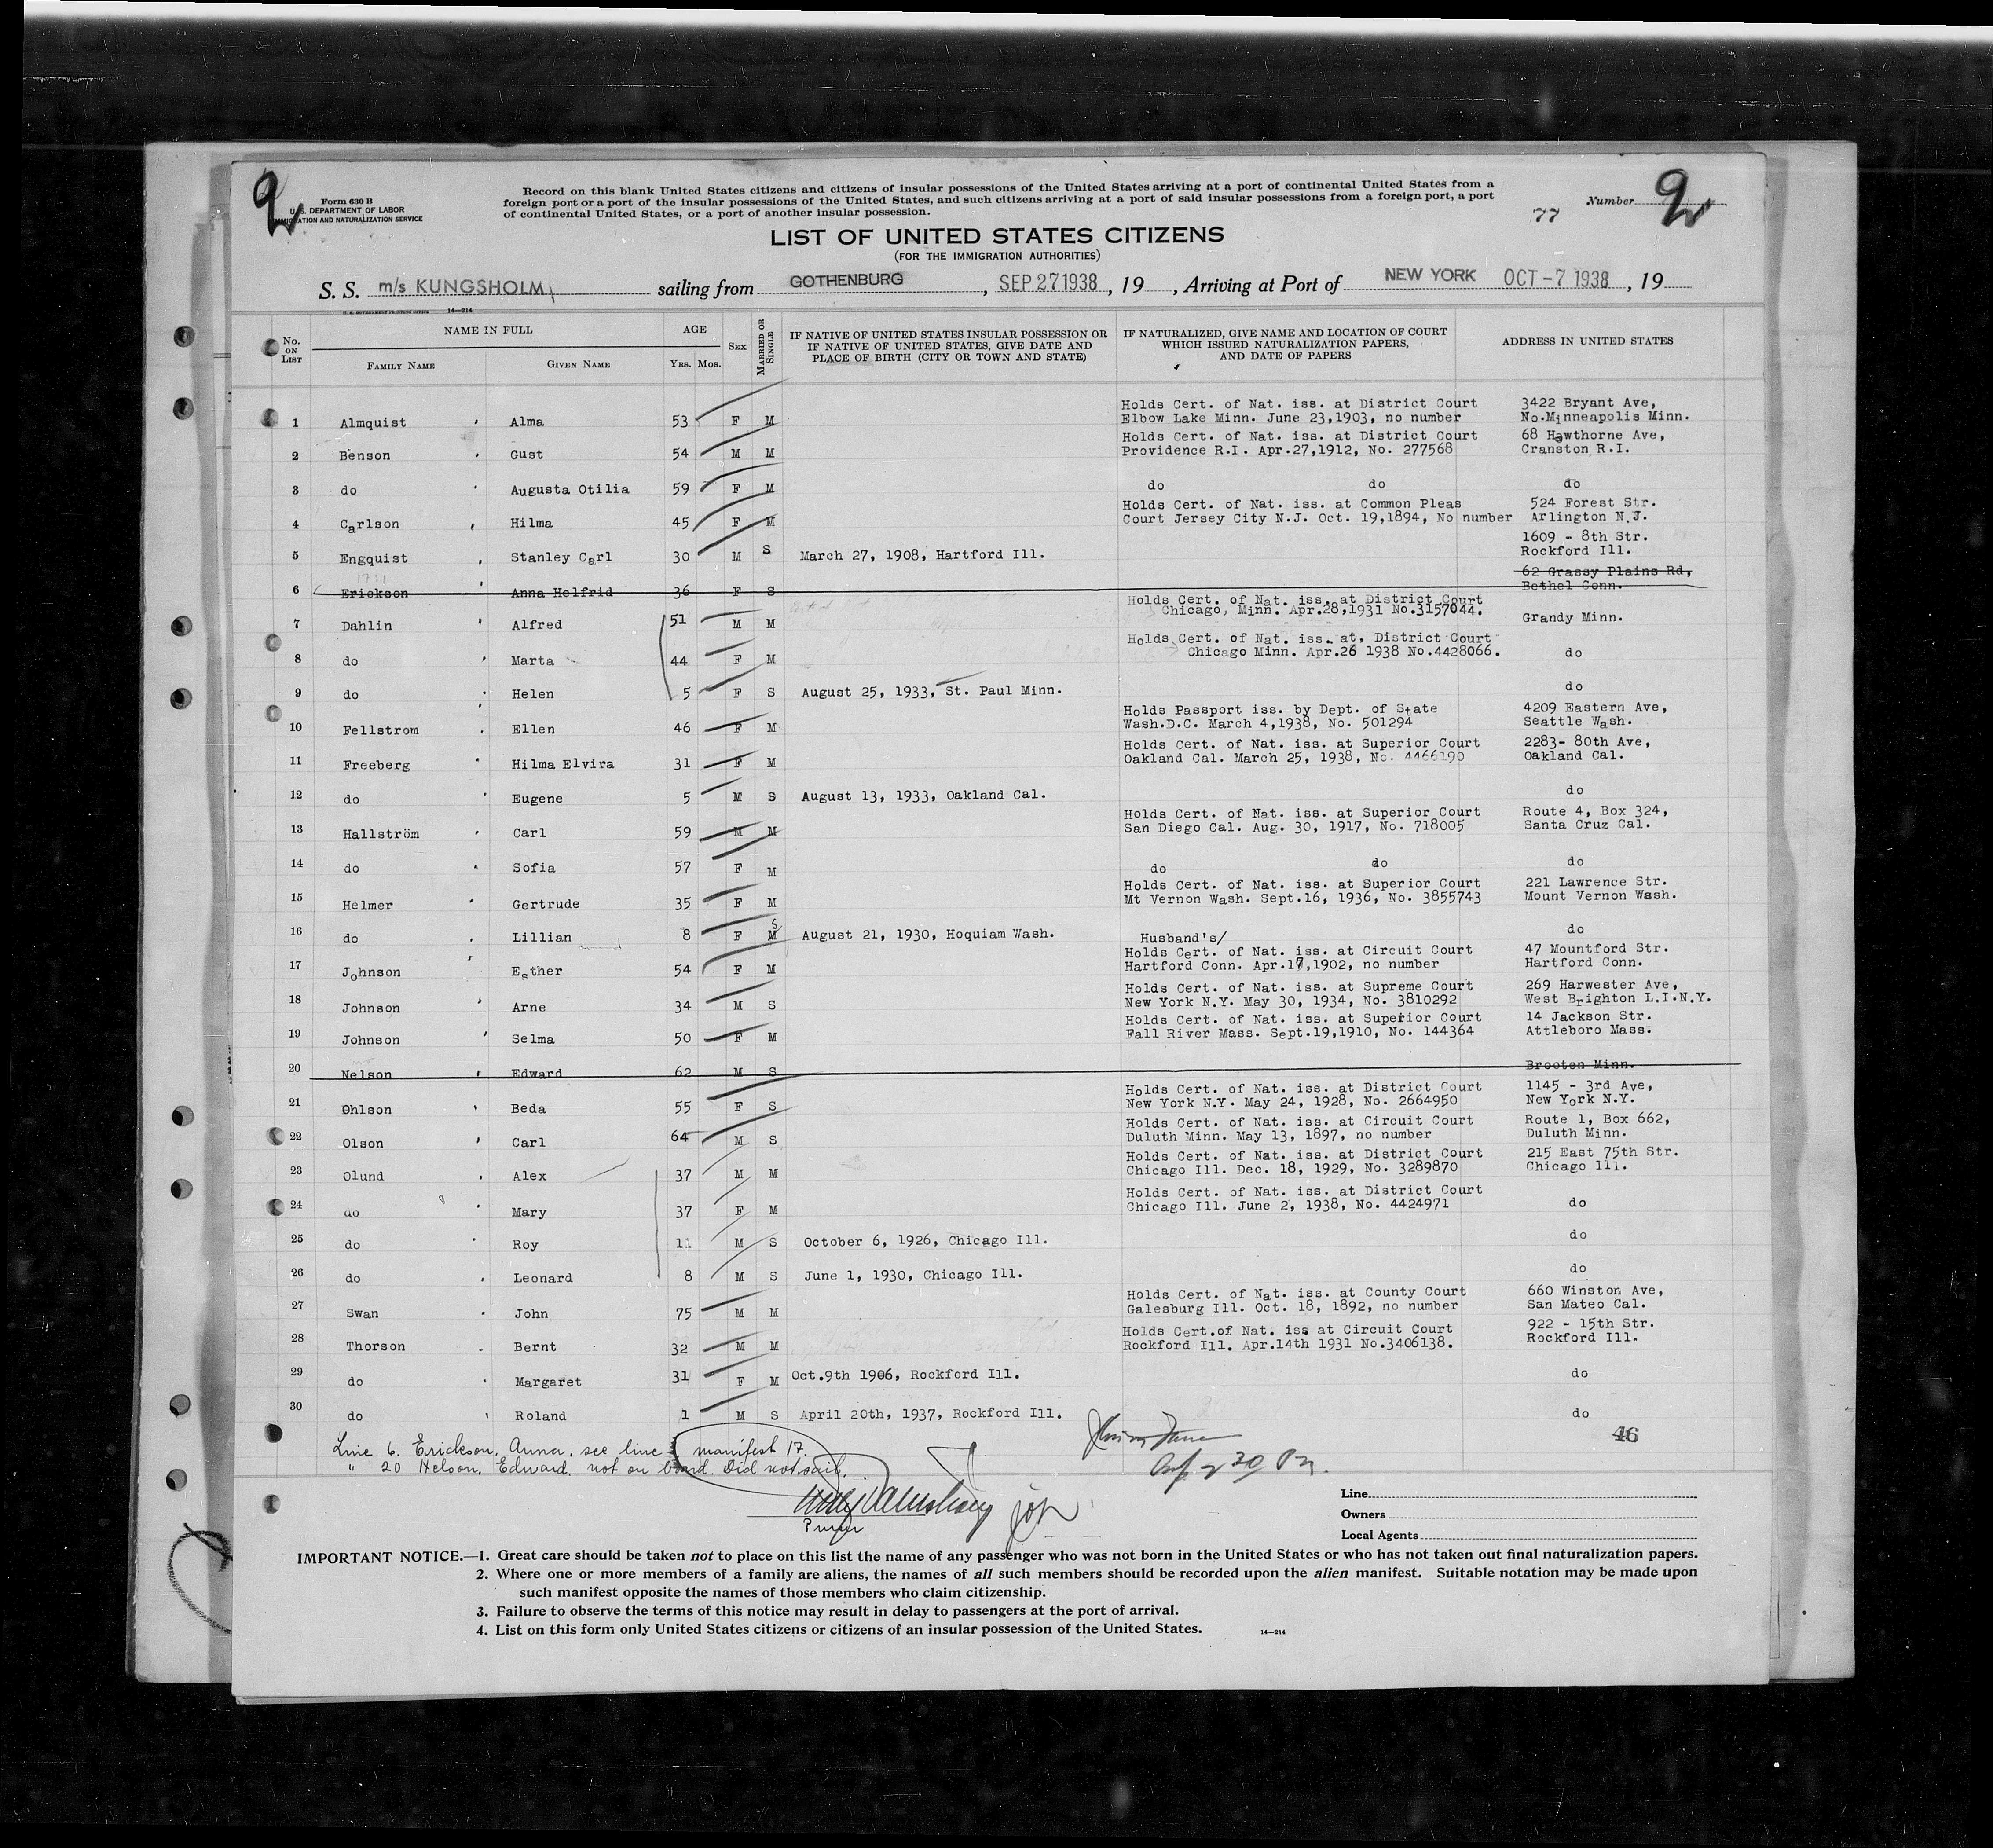 Form 630 B
U. S. DEPARTMENT OF LABOR
IMMIGRATION AND NATURALIZATION SERVICE
Record on this blank United States citizens and citizens of insular possessions of the United States arriving at a port of continental United States from a
foreign port or a port of the insular possessions of the United States, and such citizens arriving at a port of said insular possessions from a foreign port, a port
of continental United States, or a port of another insular possession.
77
Number
LIST OF UNITED STATES CITIZENS
(FOR THE IMMIGRATION AUTHORITIES)
S. S. m/s KUNGSHOLM sailing from GOTHENBURG, SEP 27 1938, 19 , Arriving at Port of NEW YORK OCT -7 1938, 19
U. S. GOVERNMENT PRINTING OFFICE 14—214
No. ON LIST
NAME IN FULL
FAMILY NAME GIVEN NAME
AGE
YRS. MOS.
SEX
MARRIED OR SINGLE
IF NATIVE OF UNITED STATES INSULAR POSSESSION OR
IF NATIVE OF UNITED STATES, GIVE DATE AND
PLACE OF BIRTH (CITY OR TOWN AND STATE)
IF NATURALIZED, GIVE NAME AND LOCATION OF COURT
WHICH ISSUED NATURALIZATION PAPERS,
AND DATE OF PAPERS
ADDRESS IN UNITED STATES
Holds Cert. of Nat. iss. at District Court 3422 Bryant Ave,
1 Almquist Alma 53 F M Elbow Lake Minn. June 23,1903, no number No.Minneapolis Minn.
Holds Cert. of Nat. iss. at District Court 68 Hawthorne Ave,
2 Benson Gust 54 M M Providence R.I. Apr.27,1912, No. 277568 Cranston R.I.
3 do Augusta Otilia 59 F M do do do
Holds Cert. of Nat. iss. at Common Pleas 524 Forest Str.
4 Carlson Hilma 45 F M Court Jersey City N.J. Oct. 19,1894, No number Arlington N.J.
1609 - 8th Str.
5 Engquist Stanley Carl 30 M S March 27, 1908, Hartford Ill. Rockford Ill.
62 Grassy Plains Rd,
6 Erickson Anna Helfrid 36 F S Bethel Conn.
Holds Cert. of Nat. iss. at District Court
Chicago, Minn. Apr.28,1931 No.3157044.
7 Dahlin Alfred 51 M M Grandy Minn.
Holds Cert. of Nat. iss. at, District Court
8 do Marta 44 F M Chicago Minn. Apr.26 1938 No.4428066. do
9 do Helen 5 F S August 25, 1933, St. Paul Minn. do
Holds Passport iss. by Dept. of State 4209 Eastern Ave,
10 Fellstrom Ellen 46 F M Wash.D.C. March 4,1938, No. 501294 Seattle Wash.
Holds Cert. of Nat. iss. at Superior Court 2283- 80th Ave,
11 Freeberg Hilma Elvira 31 F M Oakland Cal. March 25, 1938, No. 4466190 Oakland Cal.
12 do Eugene 5 M S August 13, 1933, Oakland Cal. do
Holds Cert. of Nat. iss. at Superior Court Route 4, Box 324,
13 Hallström Carl 59 M M San Diego Cal. Aug. 30, 1917, No. 718005 Santa Cruz Cal.
14 do Sofia 57 F M do do do
Holds Cert. of Nat. iss. at Superior Court 221 Lawrence Str.
15 Helmer Gertrude 35 F M Mt Vernon Wash. Sept.16, 1936, No. 3855743 Mount Vernon Wash.
16 do Lillian 8 F S M August 21, 1930, Hoquiam Wash. do
Husband's/
Holds Cert. of Nat. iss. at Circuit Court 47 Mountford Str.
17 Johnson Esther 54 F M Hartford Conn. Apr.17,1902, no number Hartford Conn.
Holds Cert. of Nat. iss. at Supreme Court 269 Harwester Ave,
18 Johnson Arne 34 M S New York N.Y. May 30, 1934, No. 3810292 West Brighton L.I.N.Y.
Holds Cert. of Nat. iss. at Superior Court 14 Jackson Str.
19 Johnson Selma 50 F M Fall River Mass. Sept.19,1910, No. 144364 Attleboro Mass.
20 Nelson Edward 62 M S Brooten Minn.
Holds Cert. of Nat. iss. at District Court 1145 - 3rd Ave,
21 Ohlson Beda 55 F S New York N.Y. May 24, 1928, No. 2664950 New York N.Y.
Holds Cert. of Nat. iss. at Circuit Court Route 1, Box 662,
22 Olson Carl 64 M S Duluth Minn. May 13, 1897, no number Duluth Minn.
Holds Cert. of Nat. iss. at District Court 215 East 75th Str.
23 Olund Alex 37 M M Chicago Ill. Dec. 18, 1929, No. 3289870 Chicago Ill.
Holds Cert. of Nat. iss. at District Court
24 do Mary 37 F M Chicago Ill. June 2, 1938, No. 4424971 do
25 do Roy 11 M S October 6, 1926, Chicago Ill. do
26 do Leonard 8 M S June 1, 1930, Chicago Ill. do
Holds Cert. of Nat. iss. at County Court 660 Winston Ave,
27 Swan John 75 M M Galesburg Ill. Oct. 18, 1892, no number San Mateo Cal.
Holds Cert.of Nat. iss at Circuit Court 922 - 15th Str.
28 Thorson Bernt 32 M M Rockford Ill. Apr.14th 1931 No.3406138. Rockford Ill.
29 do Margaret 31 F M Oct.9th 1906, Rockford Ill. do
30 do Roland 1 M S April 20th, 1937, Rockford Ill. do
46
Line 6. Erickson, Anna, see line manifest 17.
" 20 Nelson, Edward. not on board. Did not sail.
Purser
Line
Owners
Local Agents
IMPORTANT NOTICE.—1. Great care should be taken not to place on this list the name of any passenger who was not born in the United States or who has not taken out final naturalization papers.
2. Where one or more members of a family are aliens, the names of all such members should be recorded upon the alien manifest. Suitable notation may be made upon
such manifest opposite the names of those members who claim citizenship.
3. Failure to observe the terms of this notice may result in delay to passengers at the port of arrival.
4. List on this form only United States citizens or citizens of an insular possession of the United States. 14—214